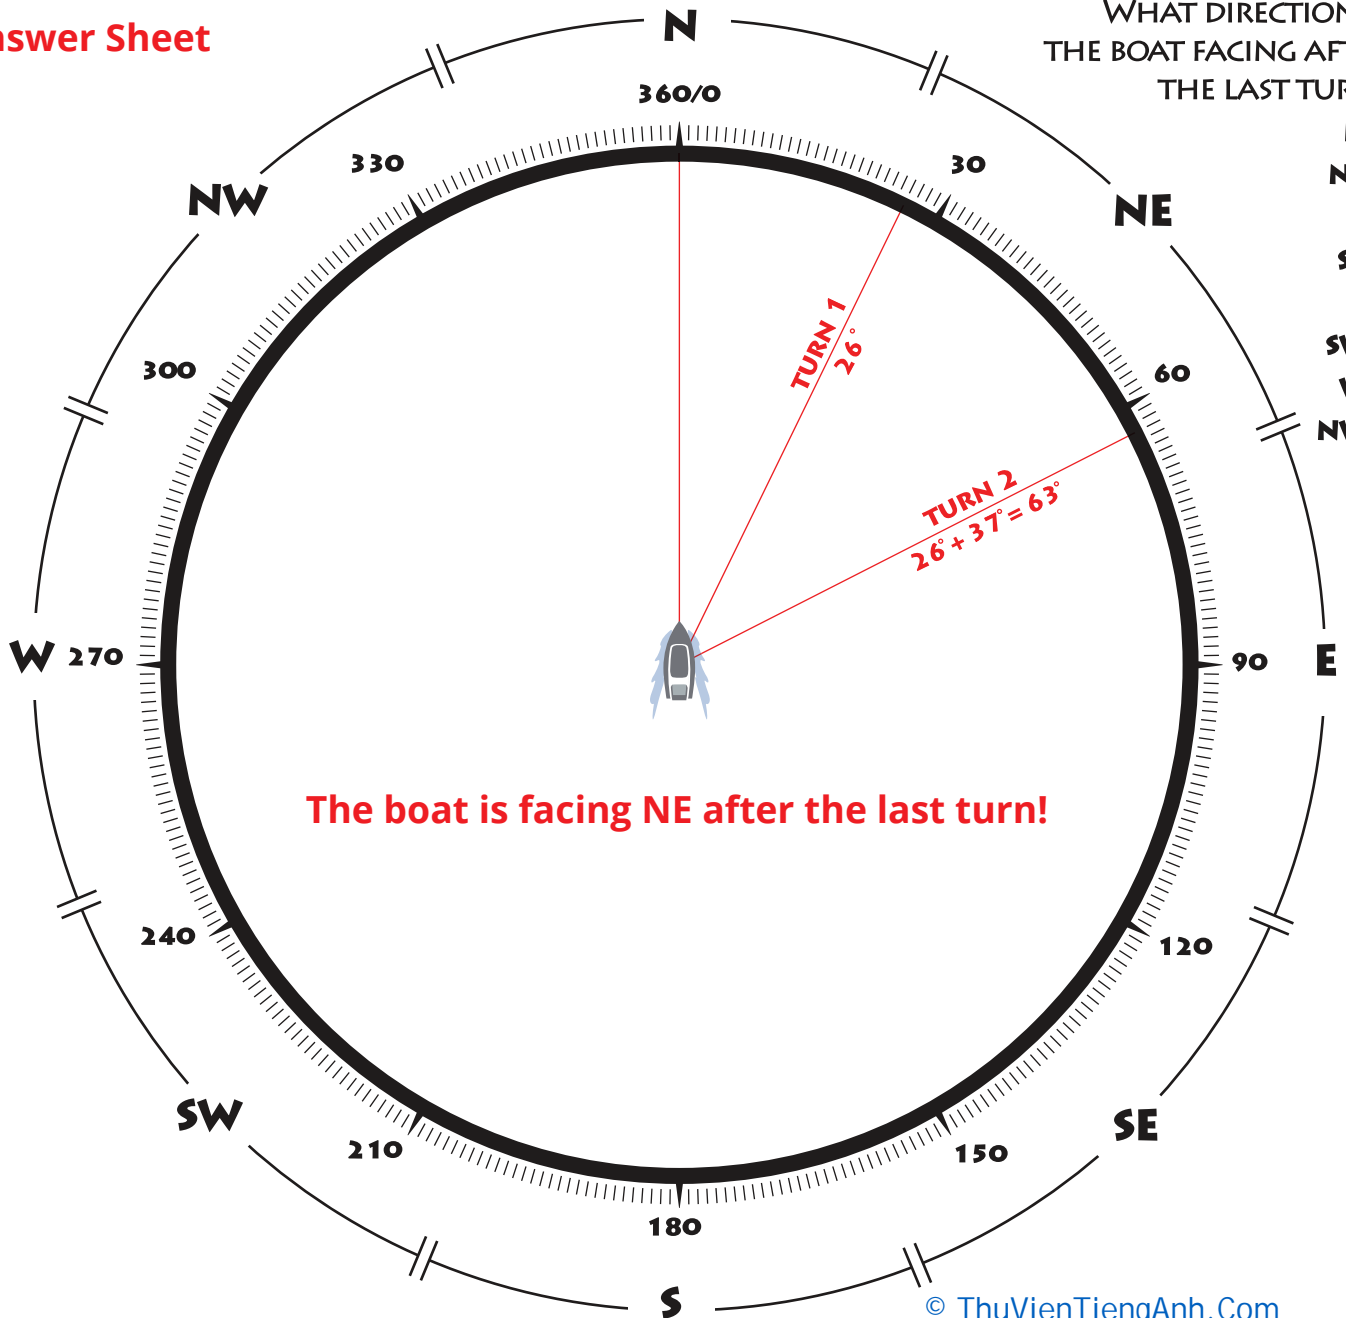 Answer Sheet
WHAT DIRECTION
THE BOAT FACING
THE LAST
N
360/0
330
30
NW
NE
300
60
TURN 1
26°
TURN 2
26° + 37° = 63°
W 270
90 E
The boat is facing NE after the last turn!
240
120
SW
SE
210
150
180
S
© ThuVienTiengAnh.Com